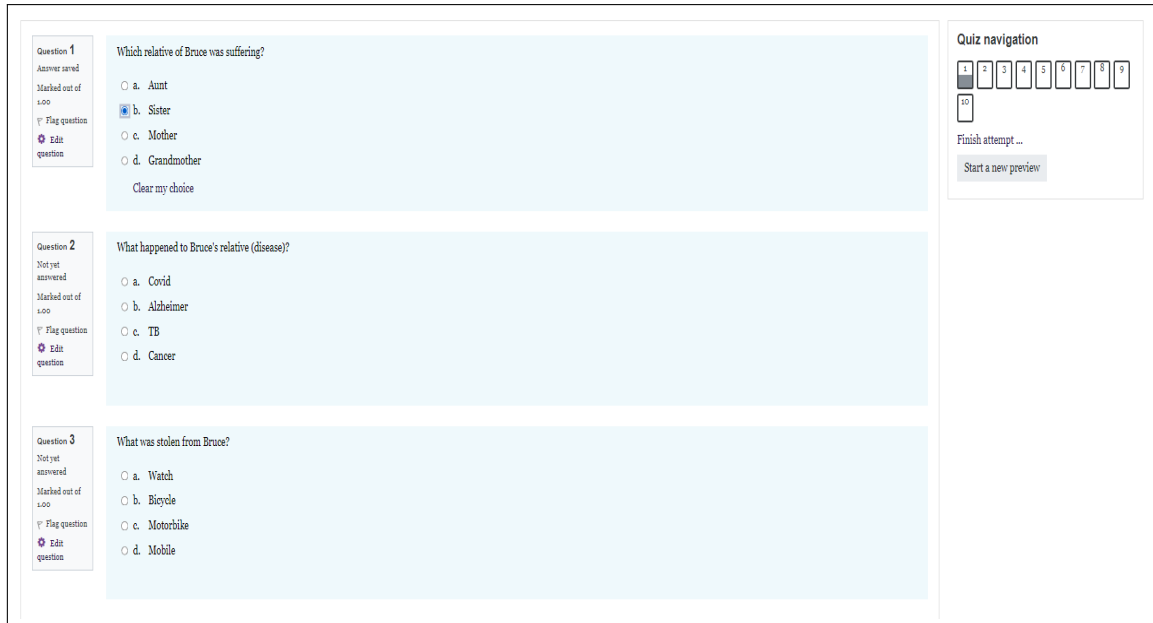 Question 1
Answer saved
Marked out of
1.00
Flag question
Edit
question
Which relative of Bruce was suffering?
a. Aunt
b. Sister
c. Mother
d. Grandmother
Clear my choice
Question 2
Not yet
answered
Marked out of
1.00
Flag question
Edit
question
What happened to Bruce's relative (disease)?
a. Covid
b. Alzheimer
c. TB
d. Cancer
Question 3
Not yet
answered
Marked out of
1.00
Flag question
Edit
question
What was stolen from Bruce?
a. Watch
b. Bicycle
c. Motorbike
d. Mobile
Quiz navigation
1 2 3 4 5 6 7 8 9
10
Finish attempt ...
Start a new preview